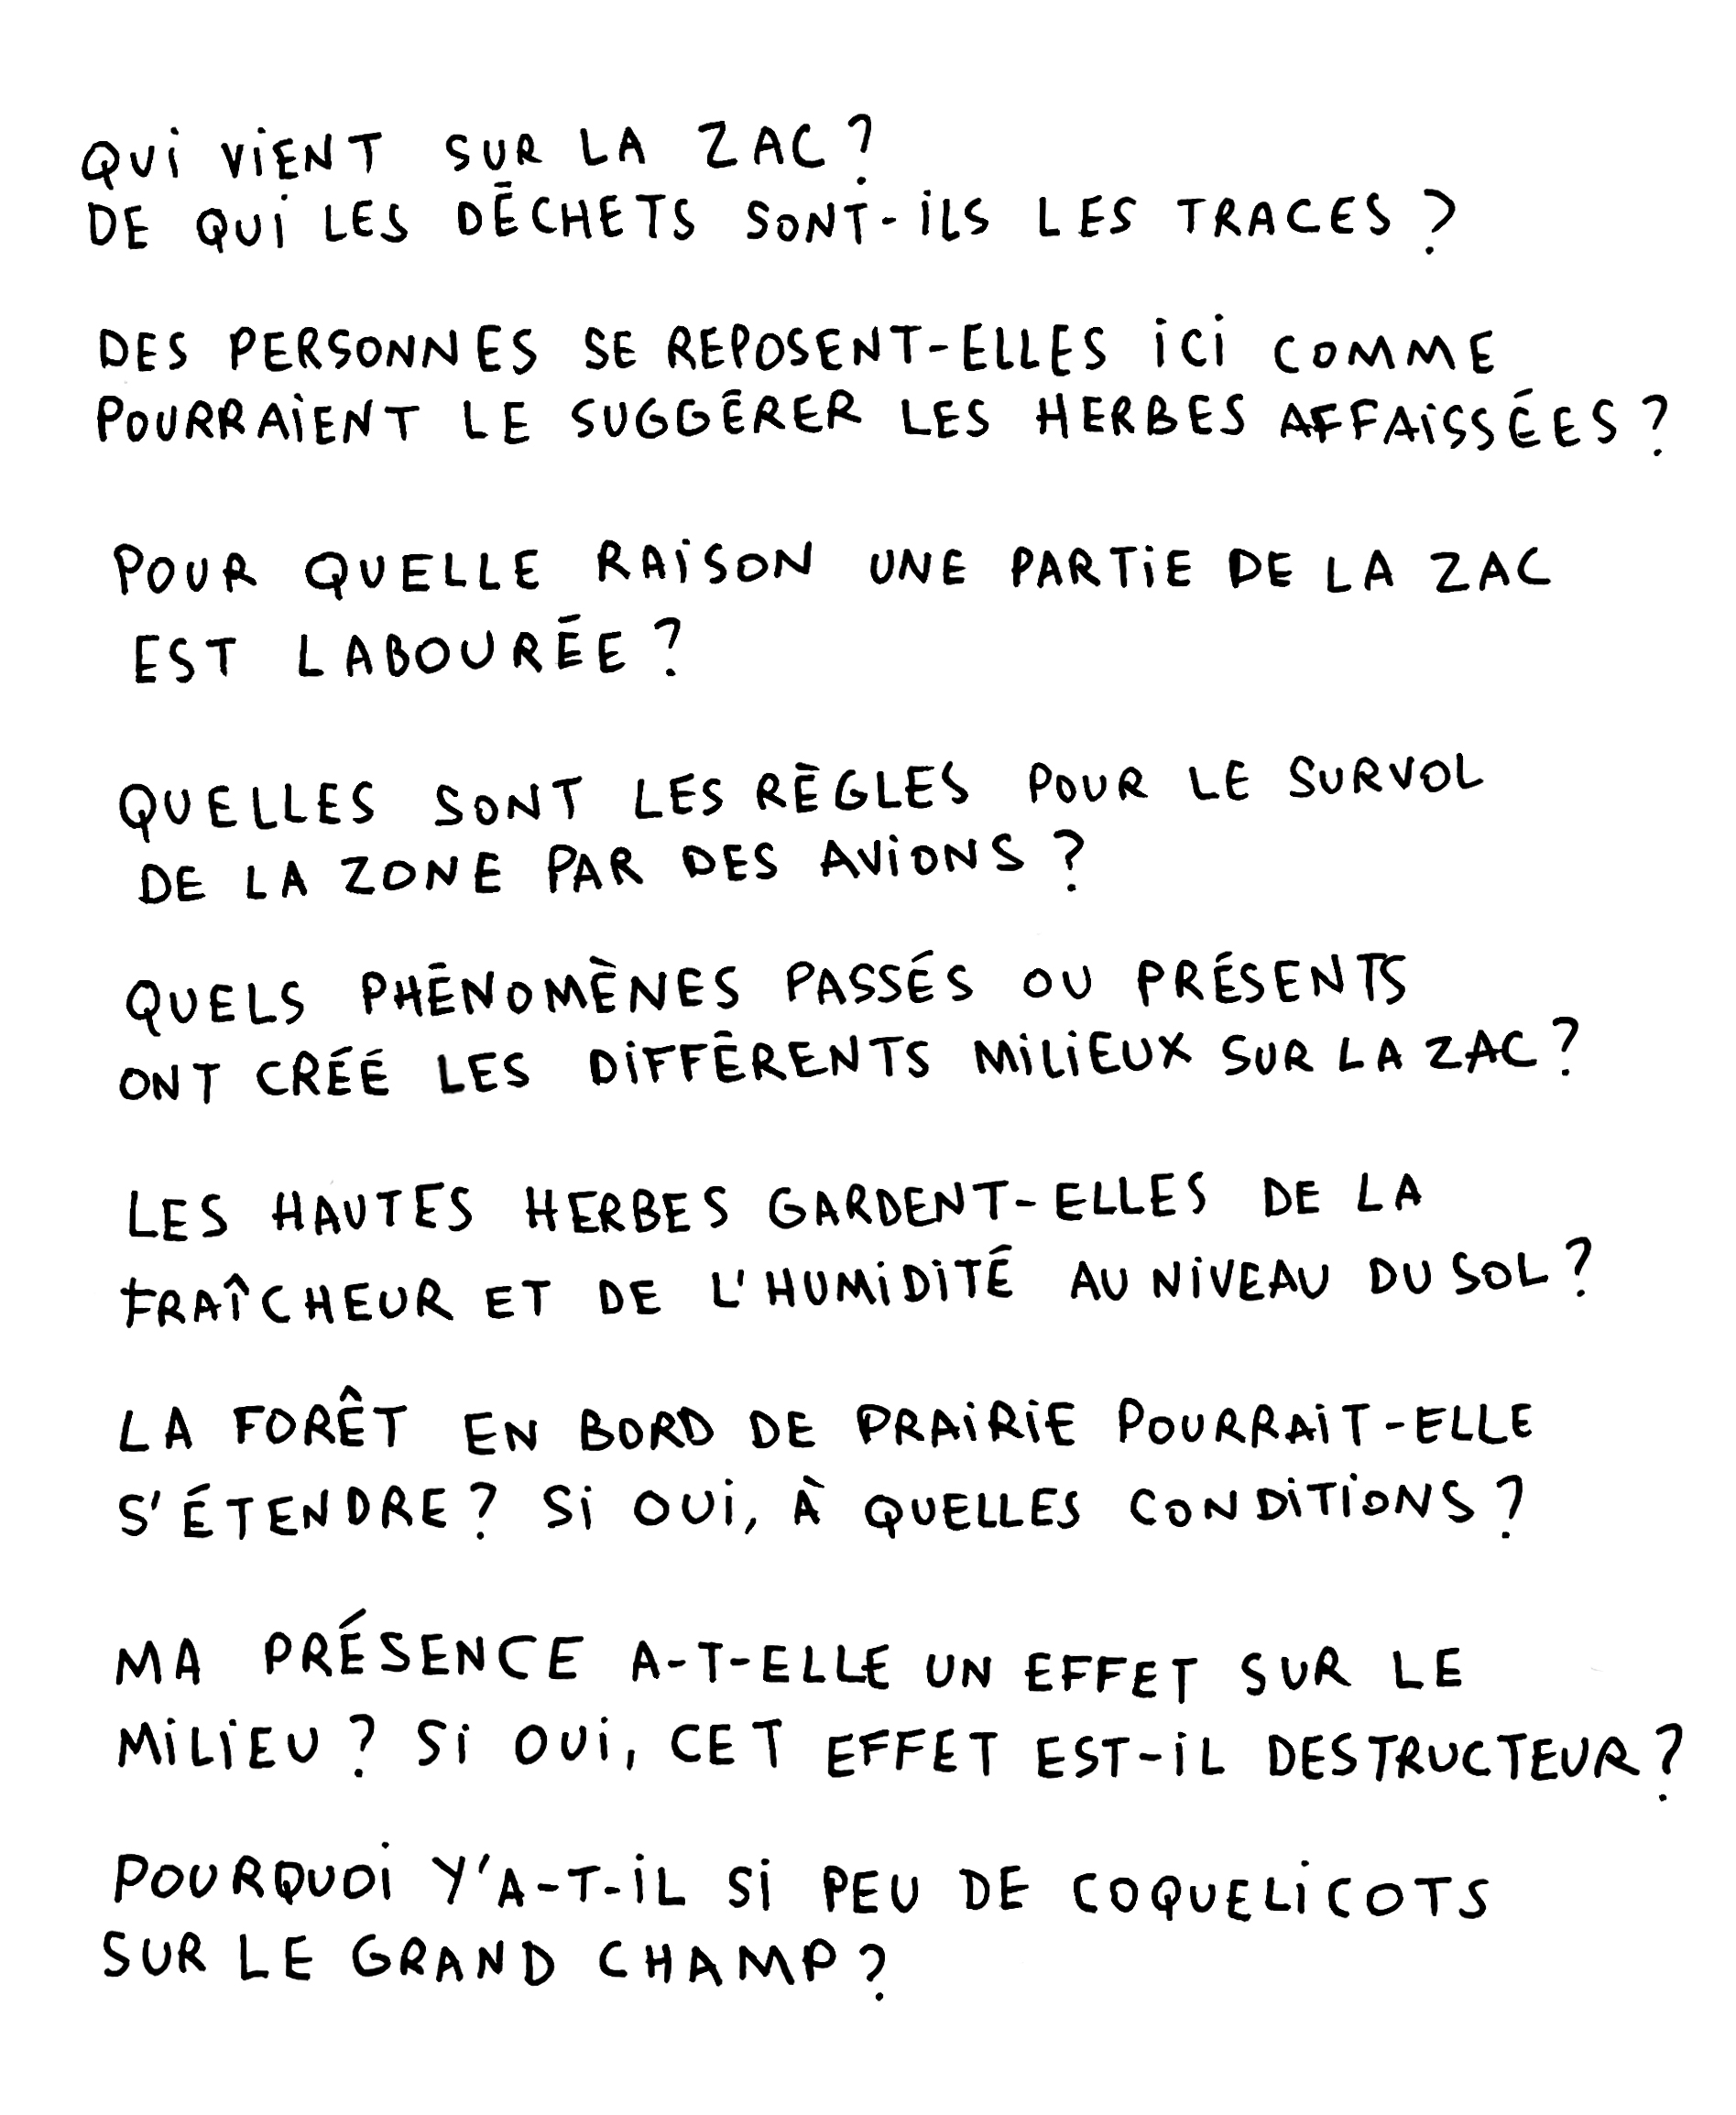 QUI VIENT SUR LA ZAC ?
DE QUI LES DÉCHETS SONT-ILS LES TRACES ?
DES PERSONNES SE REPOSENT-ELLES ICI COMME
POURRAIENT LE SUGGÉRER LES HERBES AFFAISSÉES ?
POUR QUELLE RAISON UNE PARTIE DE LA ZAC
EST LABOURÉE ?
QUELLES SONT LES RÈGLES POUR LE SURVOL
DE LA ZONE PAR DES AVIONS ?
QUELS PHÉNOMÈNES PASSÉS OU PRÉSENTS
ONT CRÉÉ LES DIFFÉRENTS MILIEUX SUR LA ZAC ?
LES HAUTES HERBES GARDENT-ELLES DE LA
FRAÎCHEUR ET DE L'HUMIDITÉ AU NIVEAU DU SOL ?
LA FORÊT EN BORD DE PRAIRIE POURRAIT-ELLE
S'ÉTENDRE ? SI OUI, À QUELLES CONDITIONS ?
MA PRÉSENCE A-T-ELLE UN EFFET SUR LE
MILIEU ? SI OUI, CET EFFET EST-IL DESTRUCTEUR ?
POURQUOI Y'A-T-IL SI PEU DE COQUELICOTS
SUR LE GRAND CHAMP ?